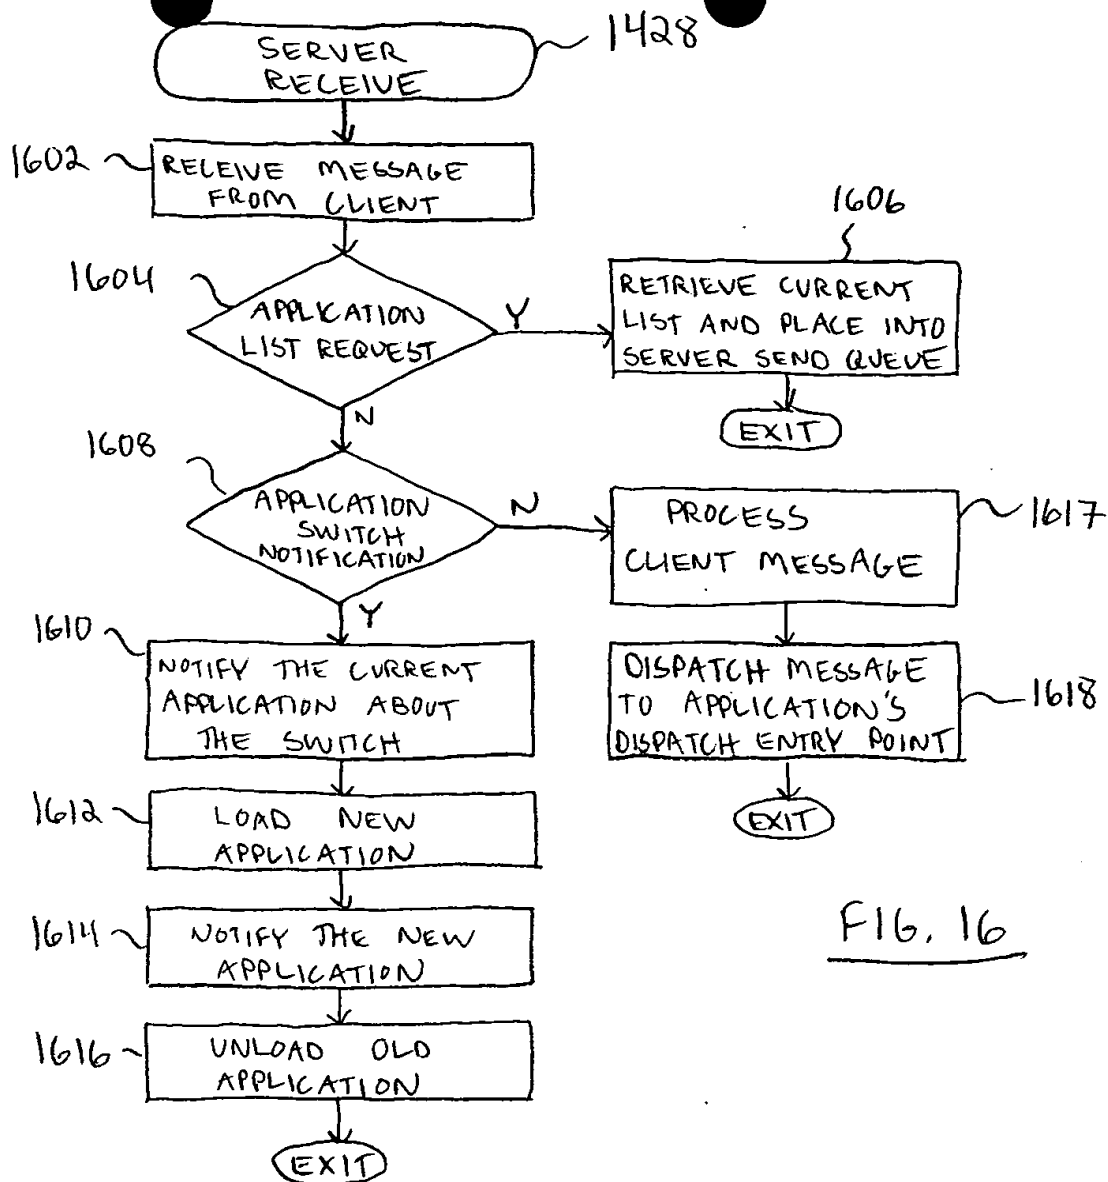 1428
SERVER
RECEIVE
1602
RECEIVE MESSAGE
FROM CLIENT
1604
APPLICATION
LIST REQUEST
Y
1606
RETRIEVE CURRENT
LIST AND PLACE INTO
SERVER SEND QUEUE
EXIT
N
1608
APPLICATION
SWITCH
NOTIFICATION
N
PROCESS
CLIENT MESSAGE
1617
Y
1610
NOTIFY THE CURRENT
APPLICATION ABOUT
THE SWITCH
DISPATCH MESSAGE
TO APPLICATION'S
DISPATCH ENTRY POINT
1618
EXIT
1612
LOAD NEW
APPLICATION
1614
NOTIFY THE NEW
APPLICATION
1616
UNLOAD OLD
APPLICATION
EXIT
FIG. 16